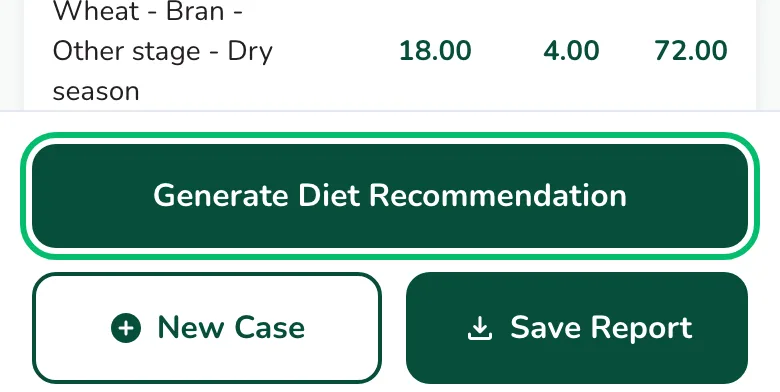 Wheat - Bran -
Other stage - Dry
season
18.00 4.00 72.00
Generate Diet Recommendation
New Case
Save Report